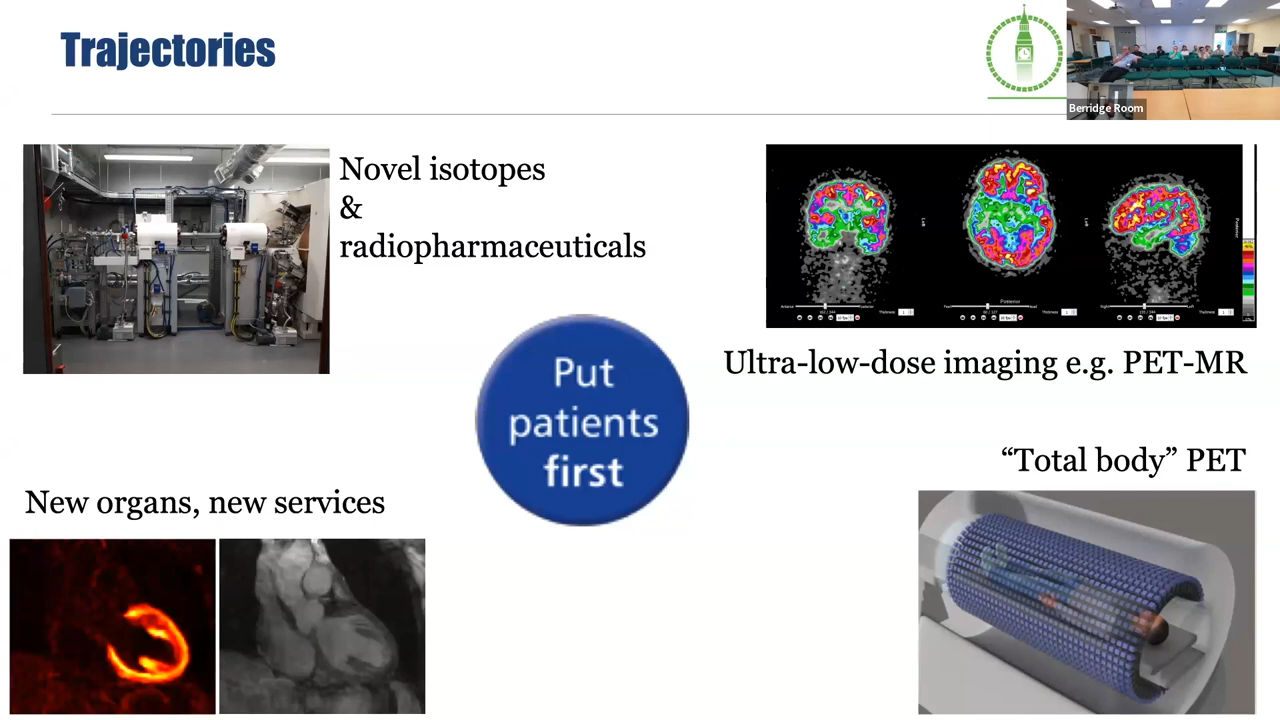 Trajectories
Berridge Room
Novel isotopes
&
radiopharmaceuticals
Posterior
Ultra-low-dose imaging e.g. PET-MR
Put
patients
first
“Total body” PET
New organs, new services